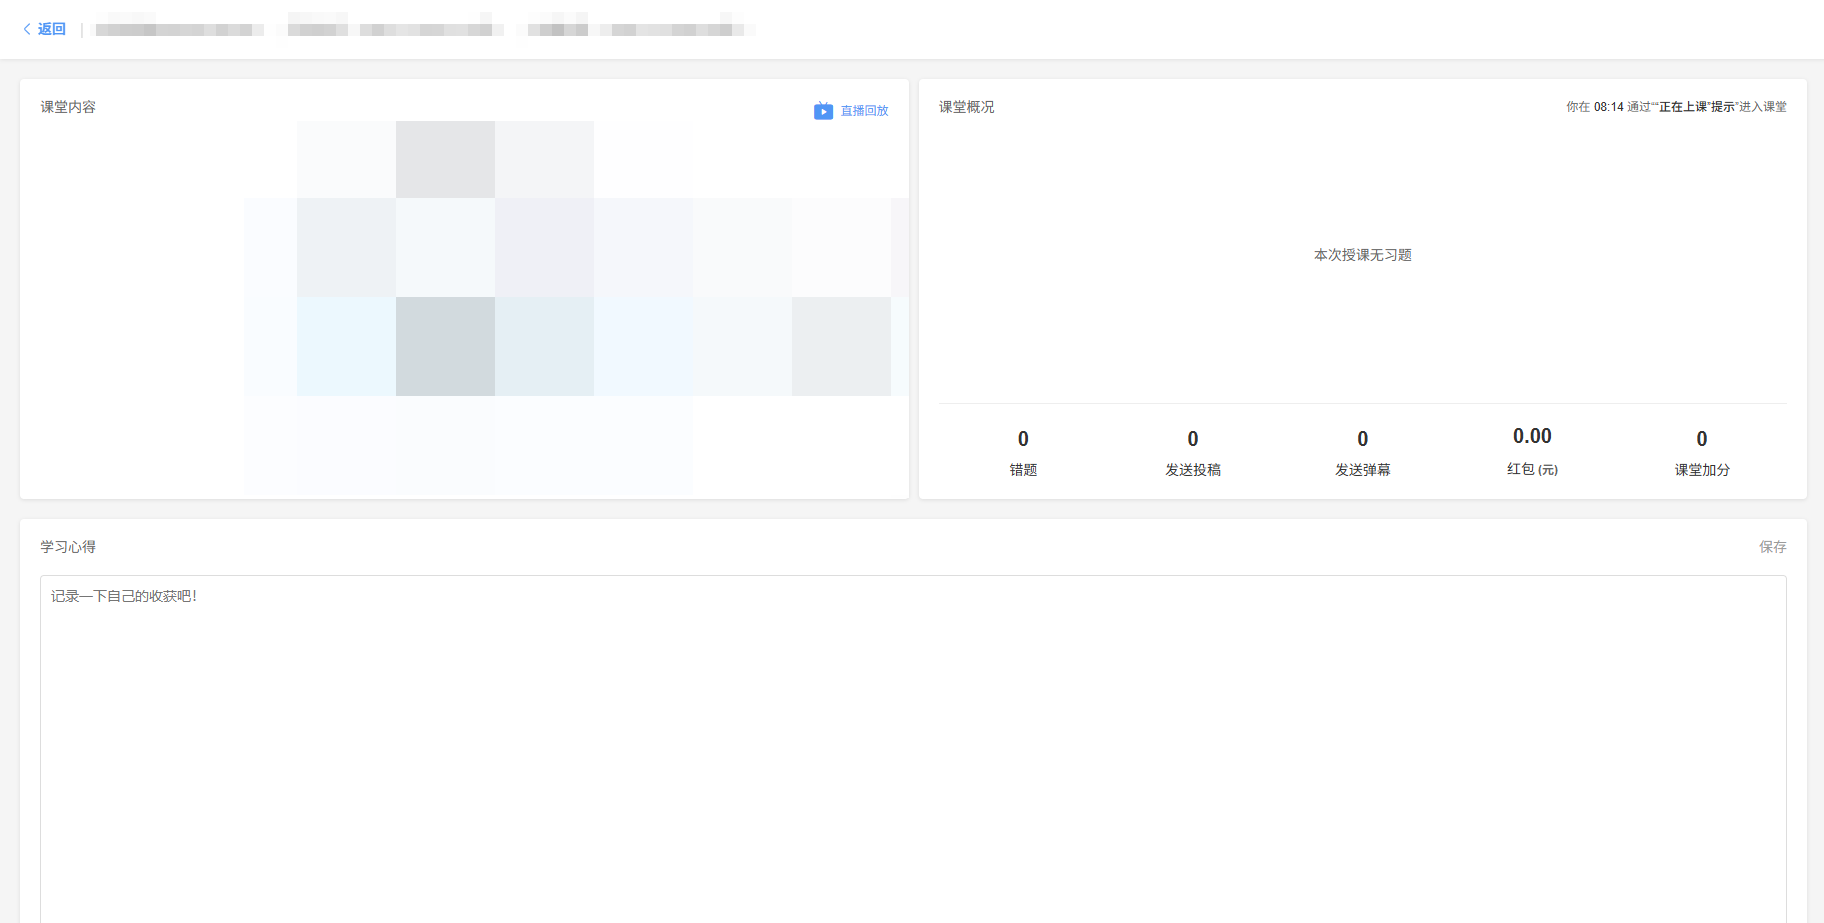 返回
课堂内容
直播回放
课堂概况
你在 08:14 通过““正在上课”提示”进入课堂
本次授课无习题
0
错题
0
发送投稿
0
发送弹幕
0.00
红包 (元)
0
课堂加分
学习心得
保存
记录一下自己的收获吧!